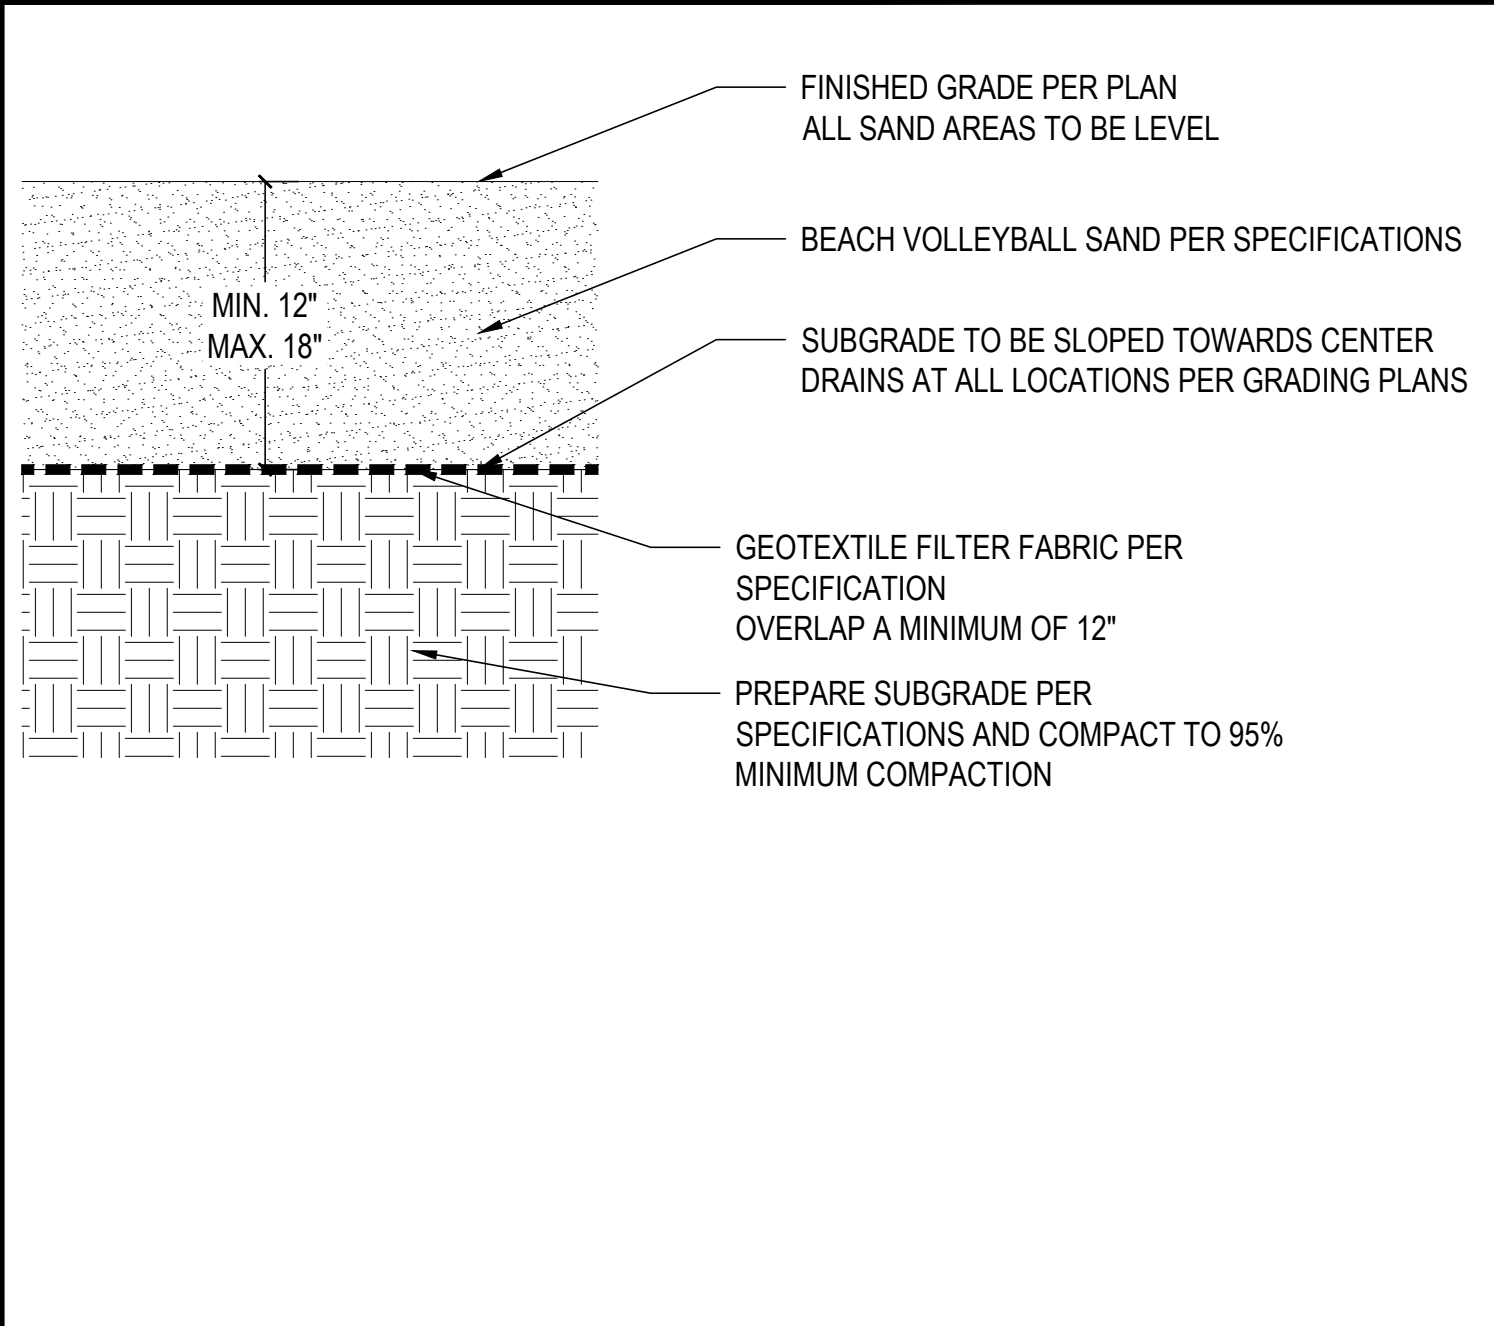 FINISHED GRADE PER PLAN
ALL SAND AREAS TO BE LEVEL
BEACH VOLLEYBALL SAND PER SPECIFICATIONS
MIN. 12"
MAX. 18"
SUBGRADE TO BE SLOPED TOWARDS CENTER
DRAINS AT ALL LOCATIONS PER GRADING PLANS
GEOTEXTILE FILTER FABRIC PER
SPECIFICATION
OVERLAP A MINIMUM OF 12"
PREPARE SUBGRADE PER
SPECIFICATIONS AND COMPACT TO 95%
MINIMUM COMPACTION